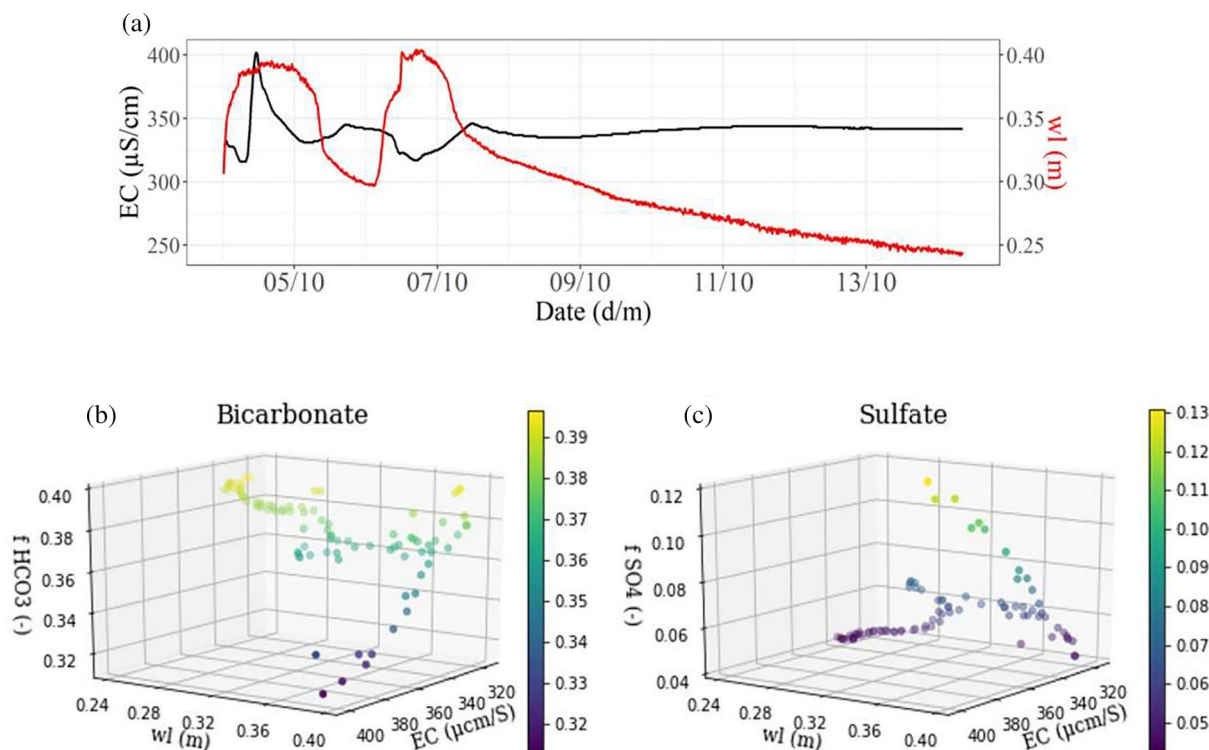 (a)
EC (µS/cm)
400
350
300
250
0.40
0.35
0.30
0.25
wl (m)
05/10 07/10 09/10 11/10 13/10
Date (d/m)
(b) Bicarbonate
f HCO3 (-)
0.40
0.38
0.36
0.34
0.32
0.24 0.28 0.32 0.36 0.40
wl (m)
400 380 360 340 320
EC (µcm/S)
0.39
0.38
0.37
0.36
0.35
0.34
0.33
0.32
(c) Sulfate
f SO4 (-)
0.12
0.10
0.08
0.06
0.04
0.24 0.28 0.32 0.36 0.40
wl (m)
400 380 360 340 320
EC (µcm/S)
0.13
0.12
0.11
0.10
0.09
0.08
0.07
0.06
0.05